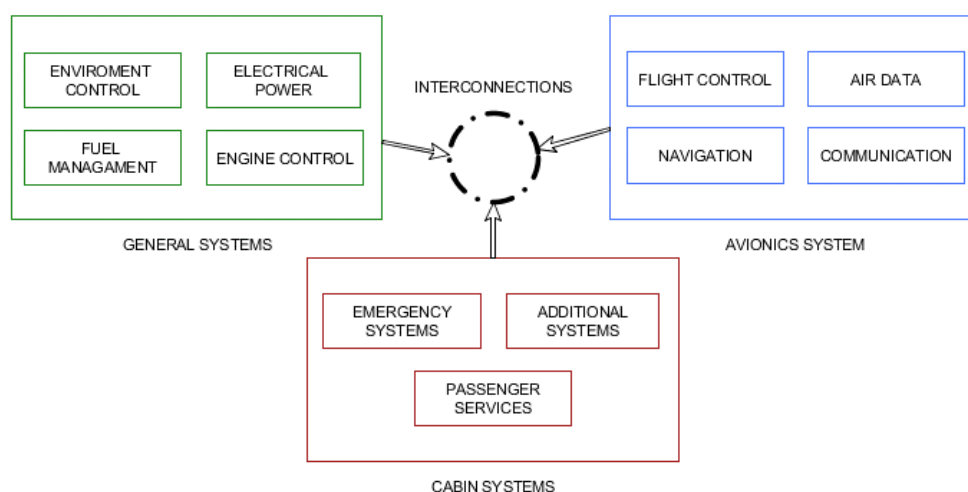 ENVIROMENT
CONTROL
ELECTRICAL
POWER
FUEL
MANAGAMENT
ENGINE CONTROL
GENERAL SYSTEMS
INTERCONNECTIONS
FLIGHT CONTROL
AIR DATA
NAVIGATION
COMMUNICATION
AVIONICS SYSTEM
EMERGENCY
SYSTEMS
ADDITIONAL
SYSTEMS
PASSENGER
SERVICES
CABIN SYSTEMS